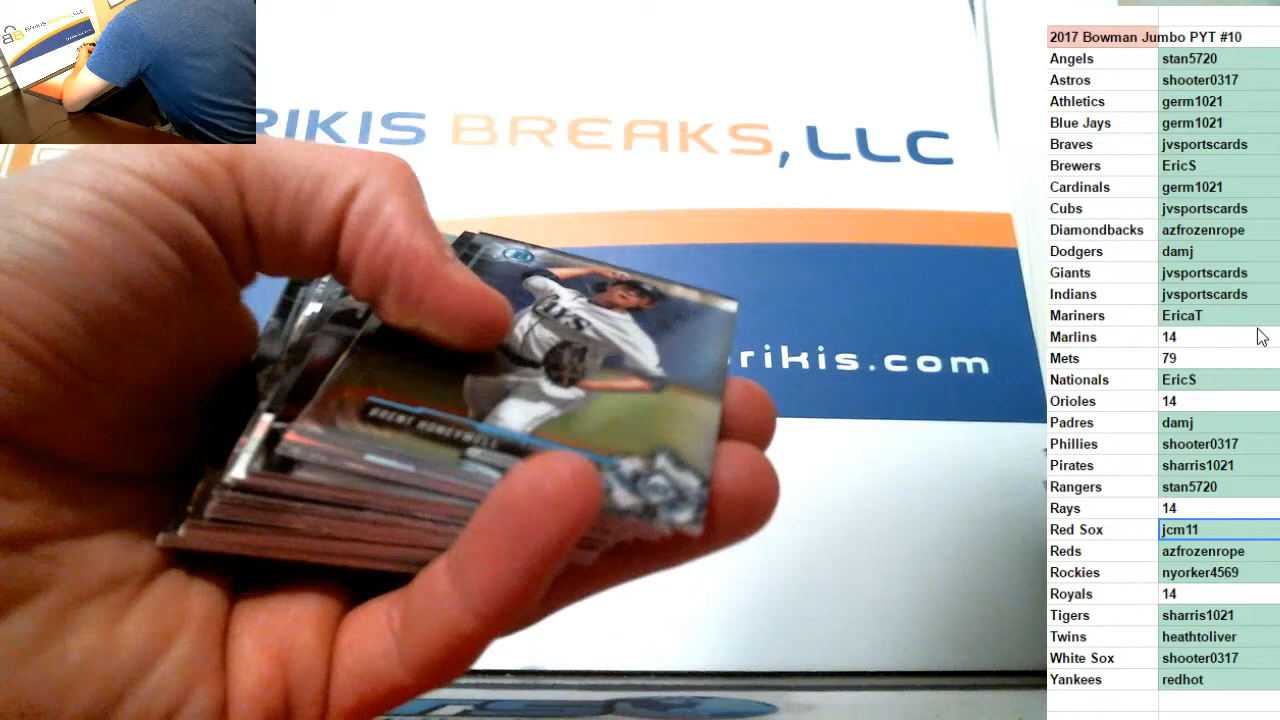 RIKIS BREAKS, LLC
rikis.com
RAYS
BRENT HONEYWELL
2017 Bowman Jumbo PYT #10
Angels stan5720
Astros shooter0317
Athletics germ1021
Blue Jays germ1021
Braves jvsportscards
Brewers EricS
Cardinals germ1021
Cubs jvsportscards
Diamondbacks azfrozenrope
Dodgers damj
Giants jvsportscards
Indians jvsportscards
Mariners EricaT
Marlins 14
Mets 79
Nationals EricS
Orioles 14
Padres damj
Phillies shooter0317
Pirates sharris1021
Rangers stan5720
Rays 14
Red Sox jcm11
Reds azfrozenrope
Rockies nyorker4569
Royals 14
Tigers sharris1021
Twins heathtoliver
White Sox shooter0317
Yankees redhot